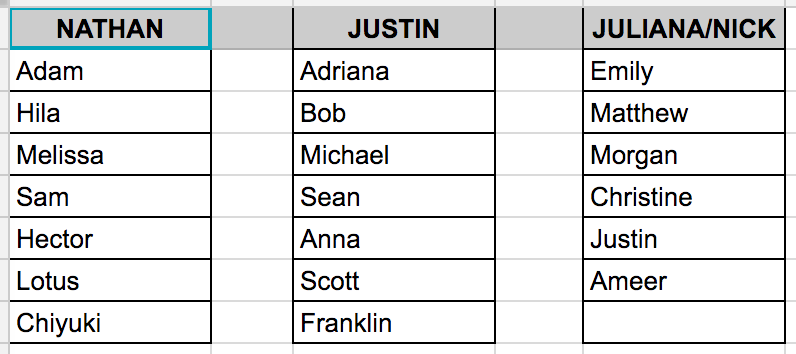 NATHAN JUSTIN JULIANA/NICK
Adam Adriana Emily
Hila Bob Matthew
Melissa Michael Morgan
Sam Sean Christine
Hector Anna Justin
Lotus Scott Ameer
Chiyuki Franklin